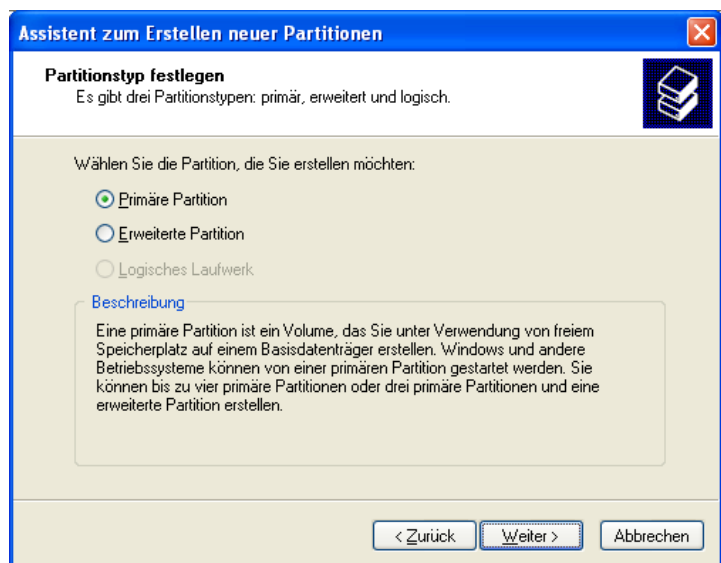 Assistent zum Erstellen neuer Partitionen
Partitionstyp festlegen
Es gibt drei Partitionstypen: primär, erweitert und logisch.
Wählen Sie die Partition, die Sie erstellen möchten:
Primäre Partition
Erweiterte Partition
Logisches Laufwerk
Beschreibung
Eine primäre Partition ist ein Volume, das Sie unter Verwendung von freiem
Speicherplatz auf einem Basisdatenträger erstellen. Windows und andere
Betriebssysteme können von einer primären Partition gestartet werden. Sie
können bis zu vier primäre Partitionen oder drei primäre Partitionen und eine
erweiterte Partition erstellen.
< Zurück Weiter > Abbrechen